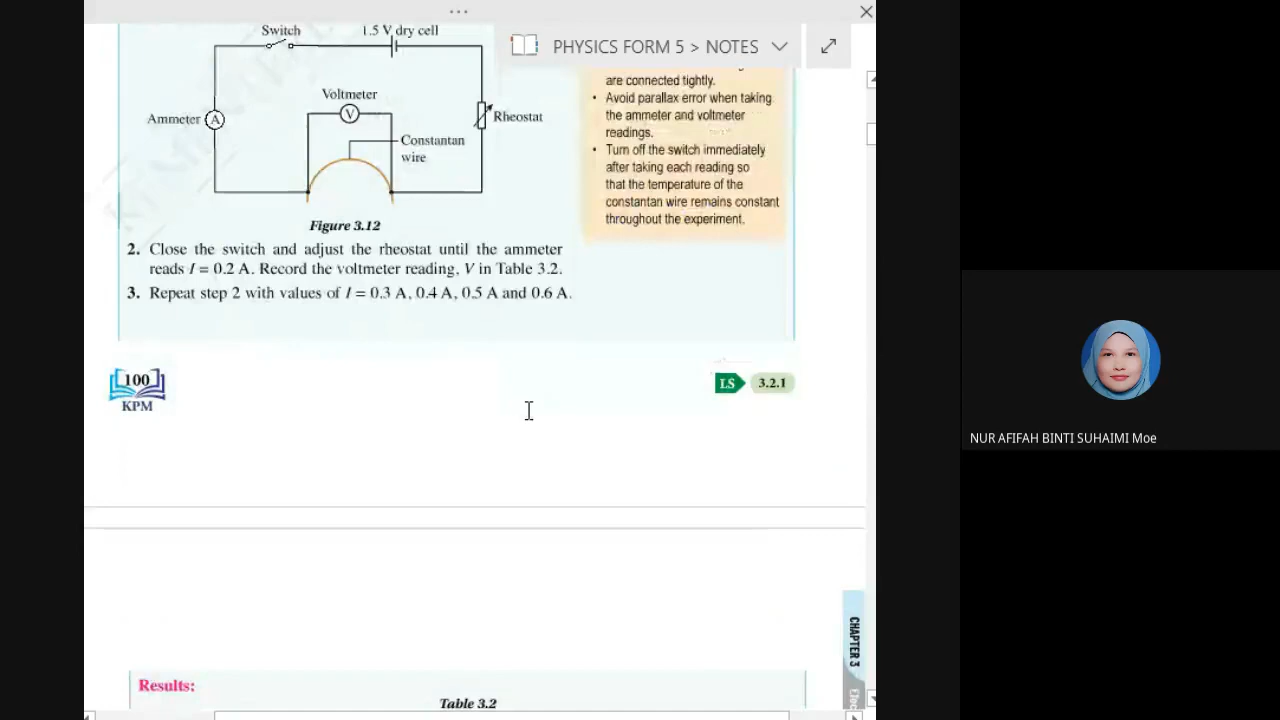 PHYSICS FORM 5 > NOTES
Switch
1.5 V dry cell
Voltmeter
V
Ammeter
A
Rheostat
Constantan
wire
Figure 3.12
are connected tightly.
• Avoid parallax error when taking
the ammeter and voltmeter
readings.
• Turn off the switch immediately
after taking each reading so
that the temperature of the
constantan wire remains constant
throughout the experiment.
2. Close the switch and adjust the rheostat until the ammeter
reads I = 0.2 A. Record the voltmeter reading, V in Table 3.2.
3. Repeat step 2 with values of I = 0.3 A, 0.4 A, 0.5 A and 0.6 A.
100
KPM
LS 3.2.1
CHAPTER 3
Results:
Table 3.2
NUR AFIFAH BINTI SUHAIMI Moe